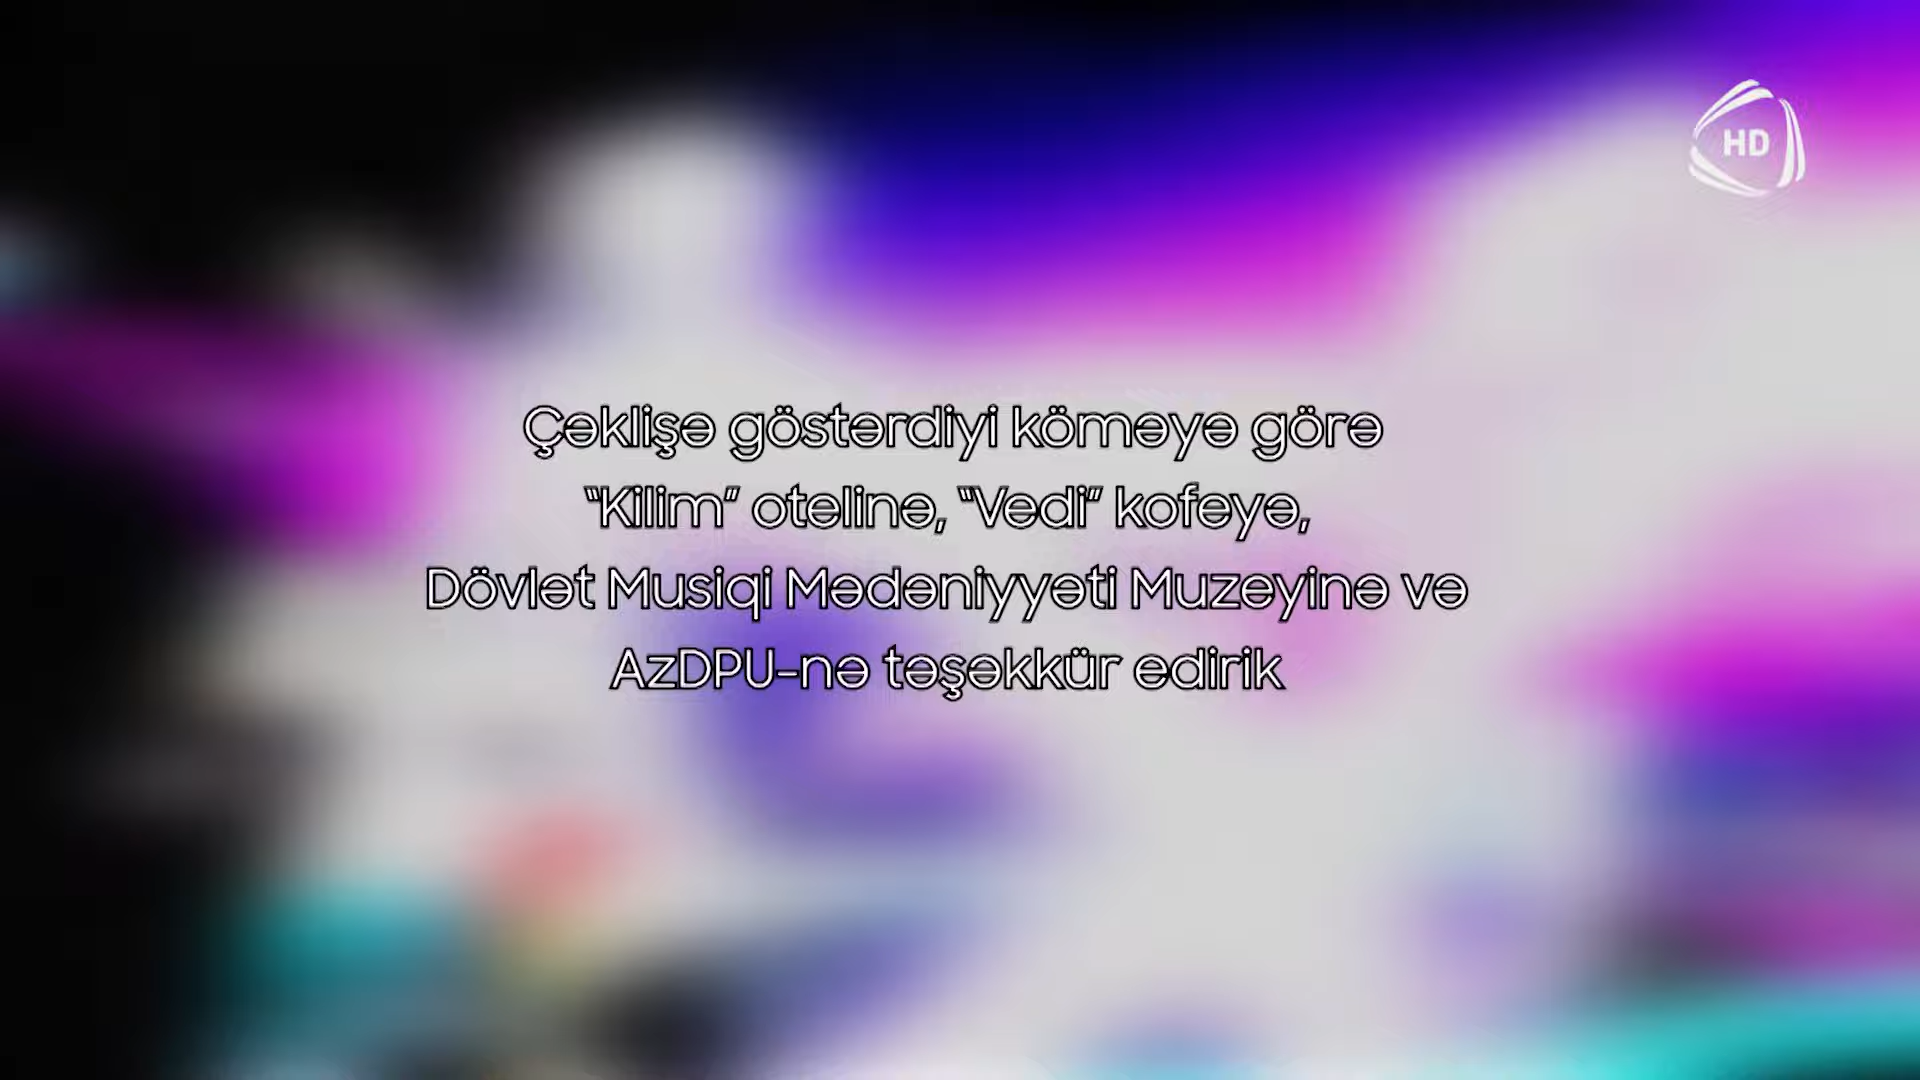 HD
Çəklişə göstərdiyi köməyə görə
“Kilim” otelinə, “Vedi” kofeyə,
Dövlət Musiqi Mədəniyyəti Muzeyinə və
AzDPU-nə təşəkkür edirik